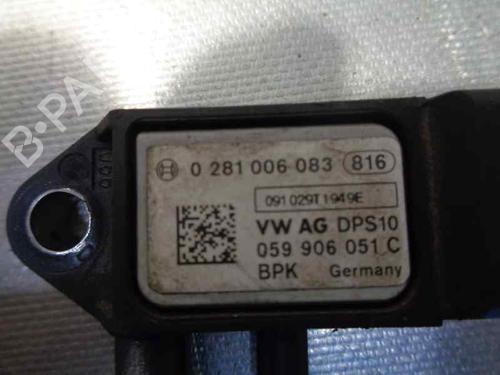 B-PA
0 281 006 083 816
091029T1949E
VW AG DPS10
059 906 051 C
BPK Germany